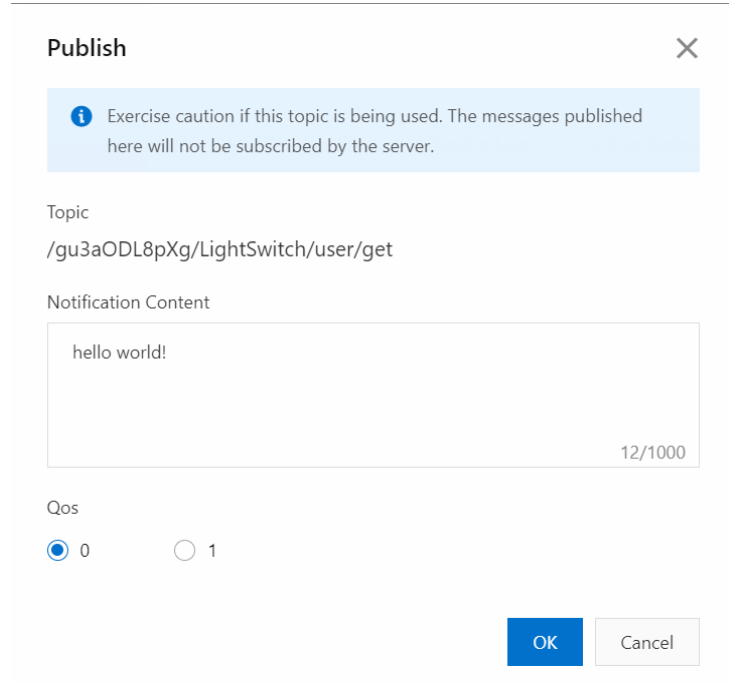 Publish
Exercise caution if this topic is being used. The messages published
here will not be subscribed by the server.
Topic
/gu3aODL8pXg/LightSwitch/user/get
Notification Content
hello world!
12/1000
Qos
0 1
OK Cancel